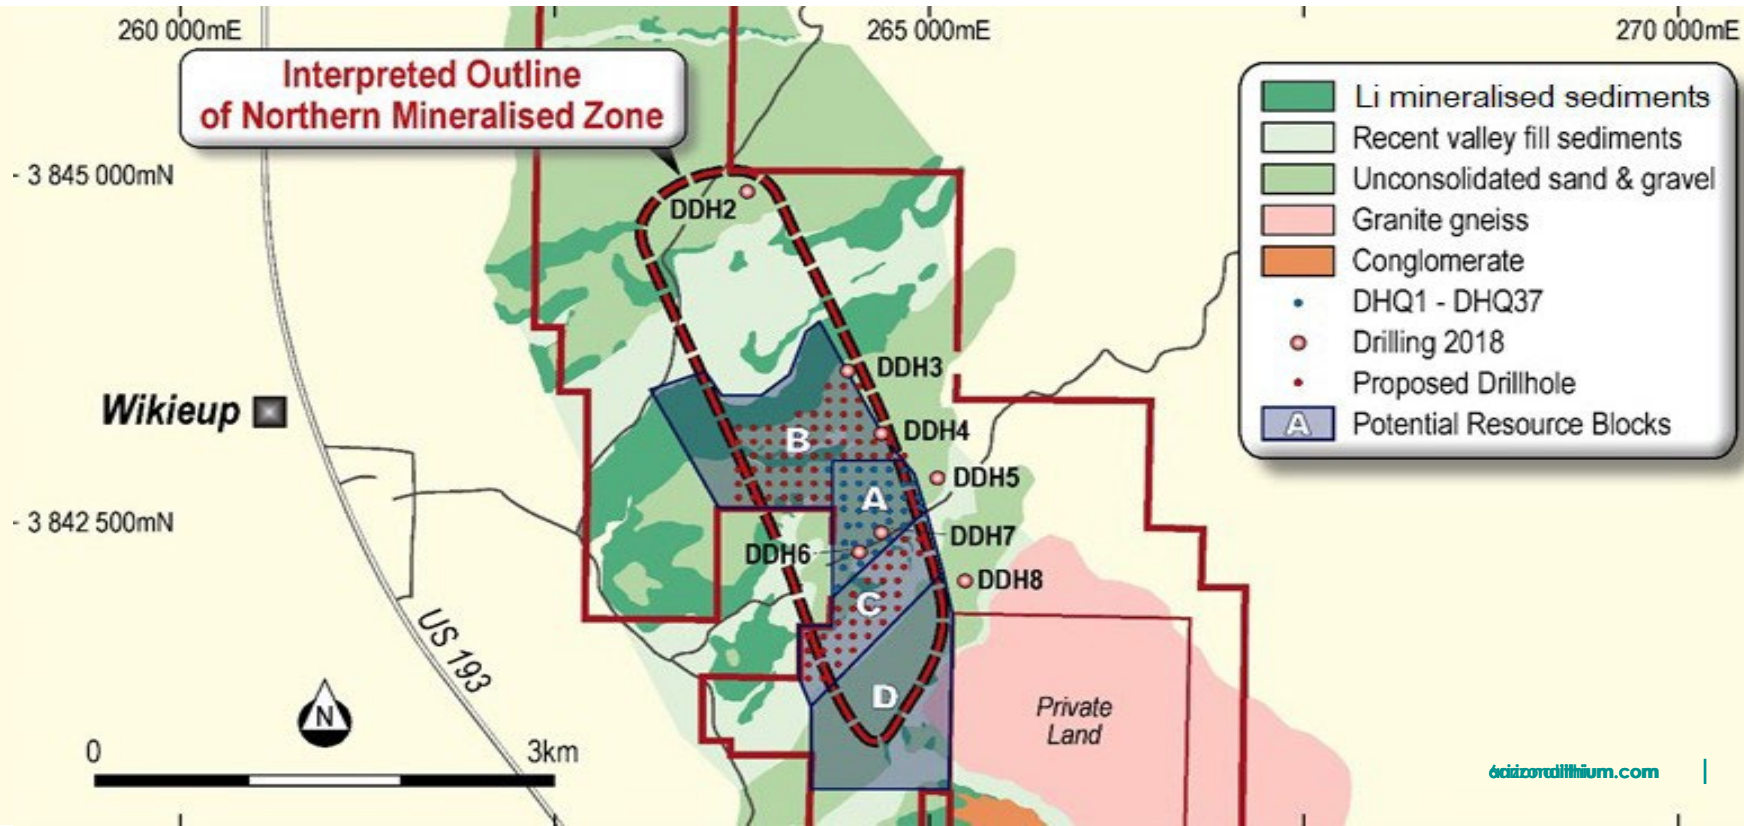 260 000mE
265 000mE
270 000mE
Interpreted Outline
of Northern Mineralised Zone
- 3 845 000mN
Li mineralised sediments
Recent valley fill sediments
Unconsolidated sand & gravel
Granite gneiss
Conglomerate
DHQ1 - DHQ37
Drilling 2018
Proposed Drillhole
A Potential Resource Blocks
DDH2
DDH3
Wikieup
B
DDH4
DDH5
A
- 3 842 500mN
DDH7
DDH6
DDH8
C
US 193
D
Private
Land
N
0
3km